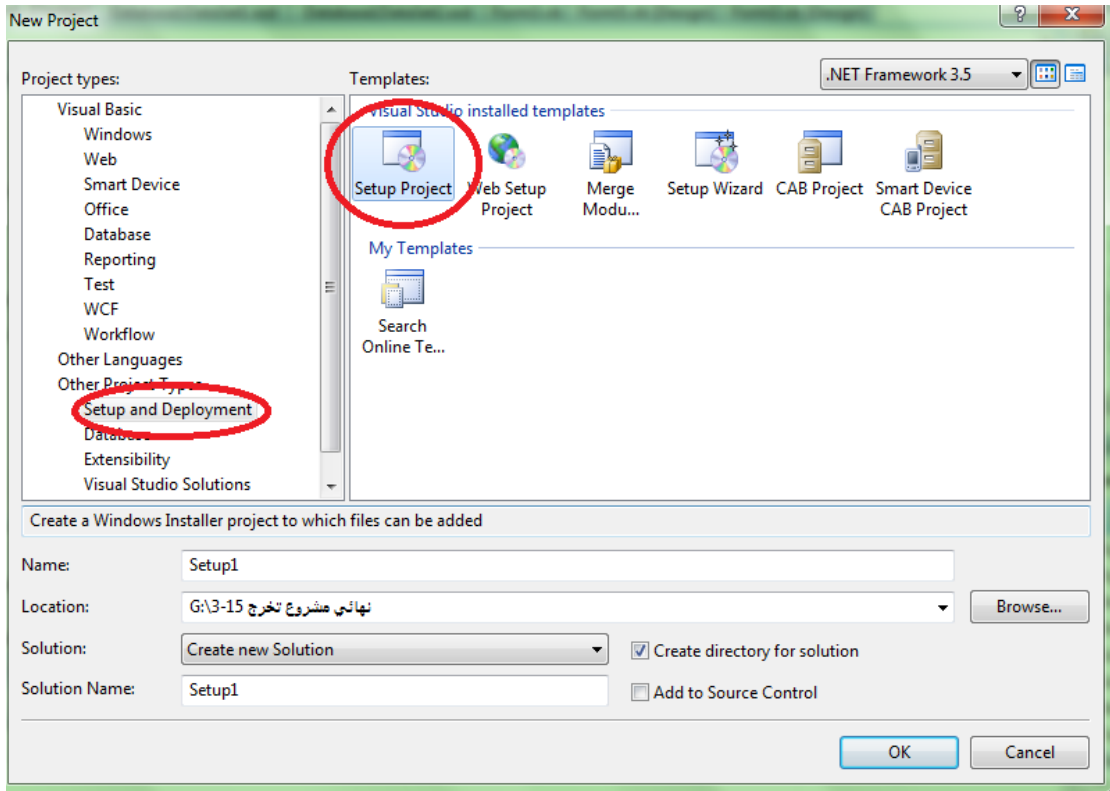 New Project
Project types:
Templates:
.NET Framework 3.5
Visual Basic
Windows
Web
Smart Device
Office
Database
Reporting
Test
WCF
Workflow
Other Languages
Other Project Types
Setup and Deployment
Database
Extensibility
Visual Studio Solutions
Visual Studio installed templates
Setup Project
Web Setup
Project
Merge
Modu...
Setup Wizard
CAB Project
Smart Device
CAB Project
My Templates
Search
Online Te...
Create a Windows Installer project to which files can be added
Name:
Setup1
Location:
G:\3-15 نهائي مشروع تخرج
Browse...
Solution:
Create new Solution
Create directory for solution
Solution Name:
Setup1
Add to Source Control
OK
Cancel